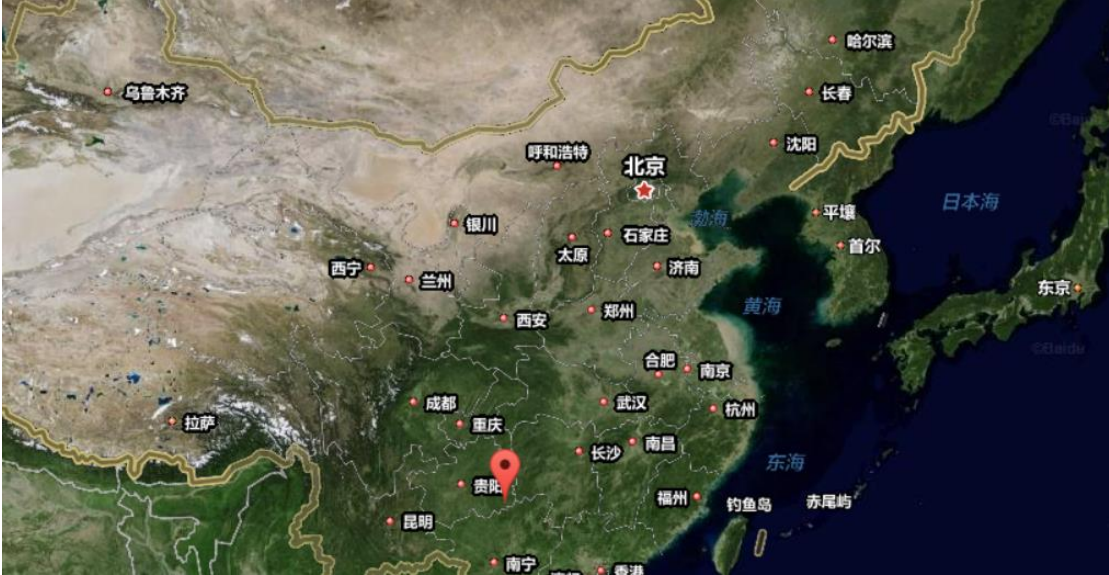 哈尔滨
乌鲁木齐
长春
©Baidu
沈阳
呼和浩特
北京
日本海
平壤
渤海
银川
石家庄
首尔
太原
西宁
济南
兰州
东京
黄海
郑州
西安
©Baidu
合肥
南京
成都
武汉
杭州
拉萨
重庆
南昌
长沙
东海
贵阳
福州
钓鱼岛
赤尾屿
昆明
南宁
香港